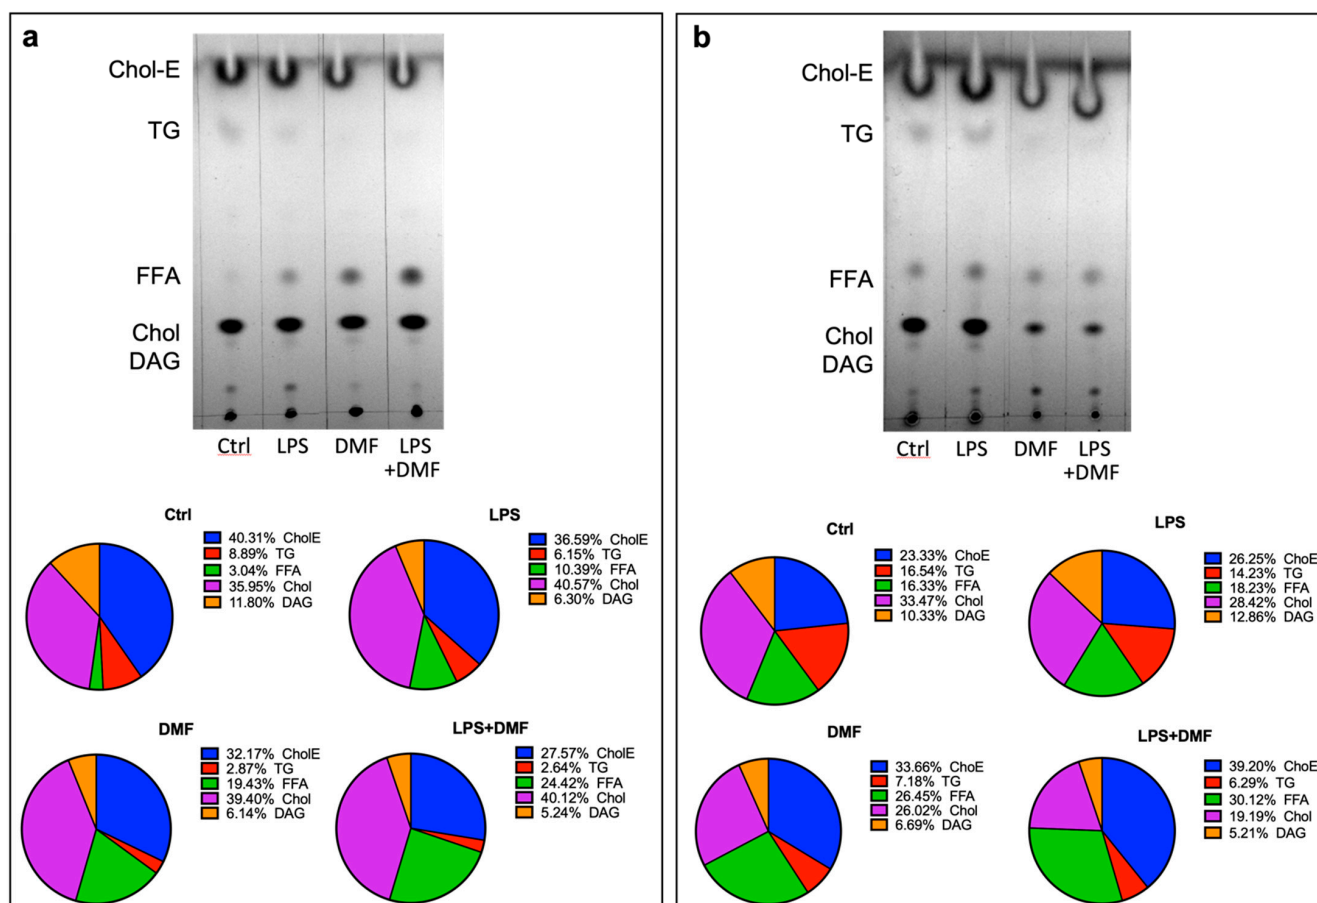 a
Chol-E
TG
FFA
Chol
DAG
Ctrl
LPS
DMF
LPS
+DMF
Ctrl
40.31% CholE
8.89% TG
3.04% FFA
35.95% Chol
11.80% DAG
LPS
36.59% CholE
6.15% TG
10.39% FFA
40.57% Chol
6.30% DAG
DMF
32.17% CholE
2.87% TG
19.43% FFA
39.40% Chol
6.14% DAG
LPS+DMF
27.57% CholE
2.64% TG
24.42% FFA
40.12% Chol
5.24% DAG
b
Chol-E
TG
FFA
Chol
DAG
Ctrl
LPS
DMF
LPS
+DMF
Ctrl
23.33% ChoE
16.54% TG
16.33% FFA
33.47% Chol
10.33% DAG
LPS
26.25% ChoE
14.23% TG
18.23% FFA
28.42% Chol
12.86% DAG
DMF
33.66% ChoE
7.18% TG
26.45% FFA
26.02% Chol
6.69% DAG
LPS+DMF
39.20% ChoE
6.29% TG
30.12% FFA
19.19% Chol
5.21% DAG